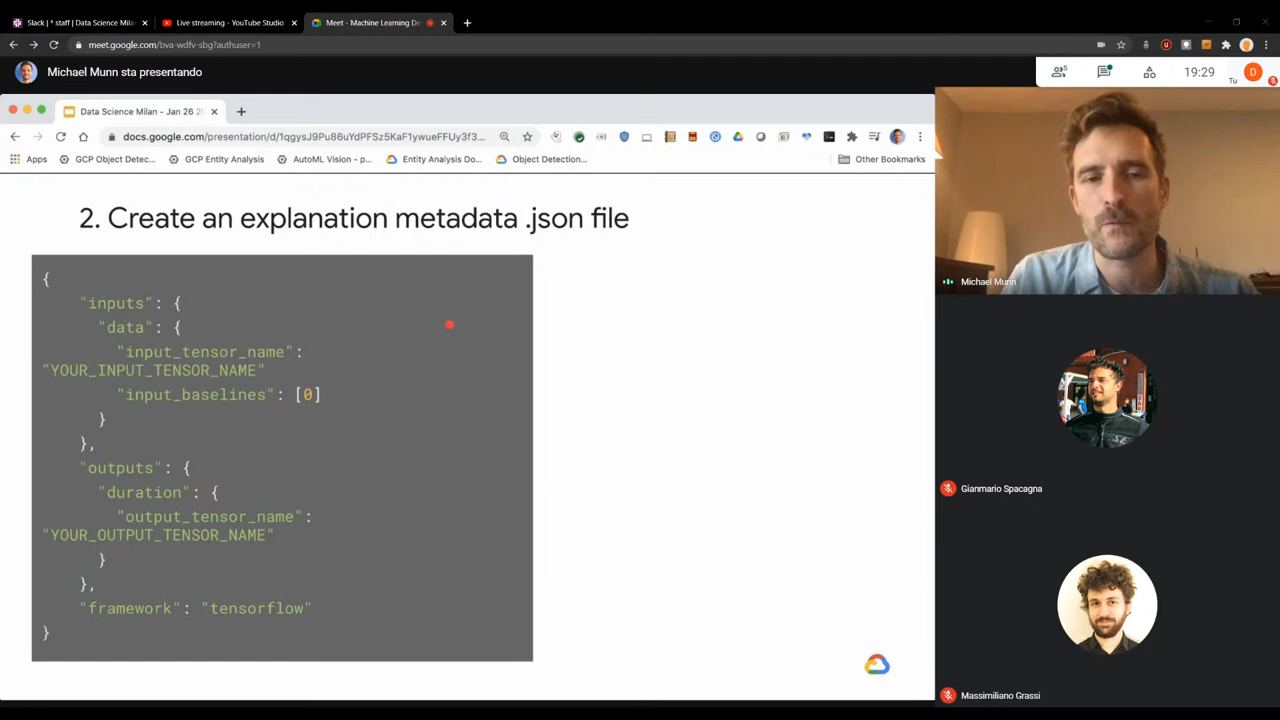 Slack | * staff | Data Science Mila
Live streaming - YouTube Studio
Meet - Machine Learning De
meet.google.com/bva-wdfv-sbg?authuser=1
Michael Munn sta presentando
5
19:29
D
Tu
Data Science Milan - Jan 26 2
docs.google.com/presentation/d/1qgysJ9Pu86uYdPFSz5KaF1ywueFFUy3f3...
Apps
GCP Object Detec...
GCP Entity Analysis
AutoML Vision - p...
Entity Analysis Do...
Object Detection...
Other Bookmarks
2. Create an explanation metadata .json file
{
"inputs": {
"data": {
"input_tensor_name":
"YOUR_INPUT_TENSOR_NAME"
"input_baselines": [0]
}
},
"outputs": {
"duration": {
"output_tensor_name":
"YOUR_OUTPUT_TENSOR_NAME"
}
},
"framework": "tensorflow"
}
Michael Munn
Gianmario Spacagna
Massimiliano Grassi